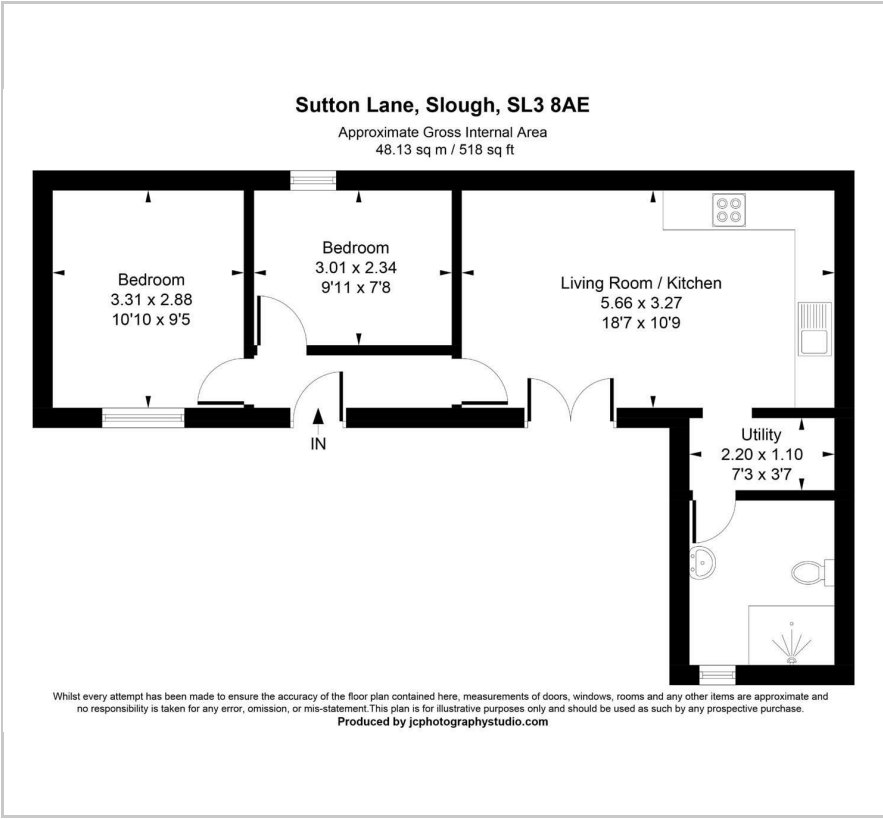 Sutton Lane, Slough, SL3 8AE
Approximate Gross Internal Area
48.13 sq m / 518 sq ft
Bedroom
3.31 x 2.88
10'10 x 9'5
Bedroom
3.01 x 2.34
9'11 x 7'8
Living Room / Kitchen
5.66 x 3.27
18'7 x 10'9
IN
Utility
2.20 x 1.10
7'3 x 3'7
Whilst every attempt has been made to ensure the accuracy of the floor plan contained here, measurements of doors, windows, rooms and any other items are approximate and
no responsibility is taken for any error, omission, or mis-statement.This plan is for illustrative purposes only and should be used as such by any prospective purchase.
Produced by jcphotographystudio.com